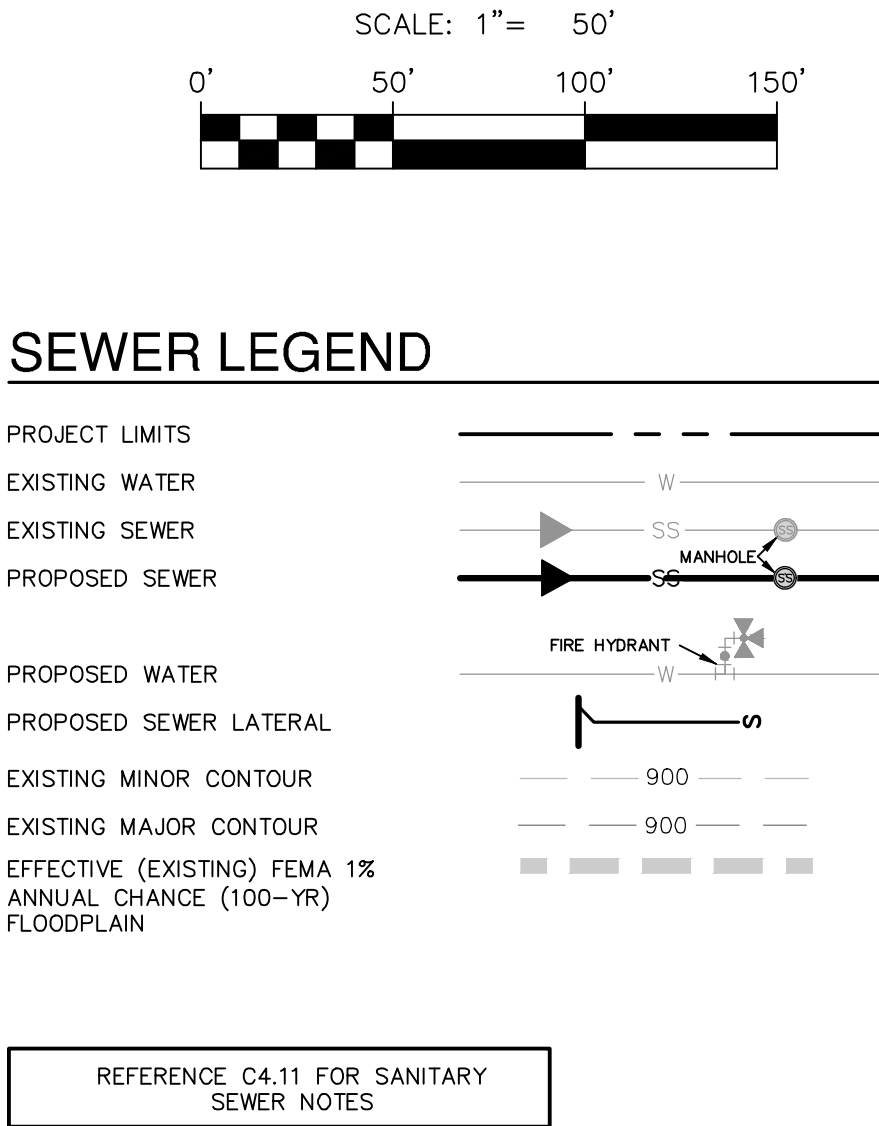 SCALE: 1"= 50'
0' 50' 100' 150'
SEWER LEGEND
PROJECT LIMITS
EXISTING WATER W
EXISTING SEWER SS SS
MANHOLE
PROPOSED SEWER SS SS
FIRE HYDRANT
PROPOSED WATER W
PROPOSED SEWER LATERAL S
EXISTING MINOR CONTOUR 900
EXISTING MAJOR CONTOUR 900
EFFECTIVE (EXISTING) FEMA 1%
ANNUAL CHANCE (100-YR)
FLOODPLAIN
REFERENCE C4.11 FOR SANITARY
SEWER NOTES